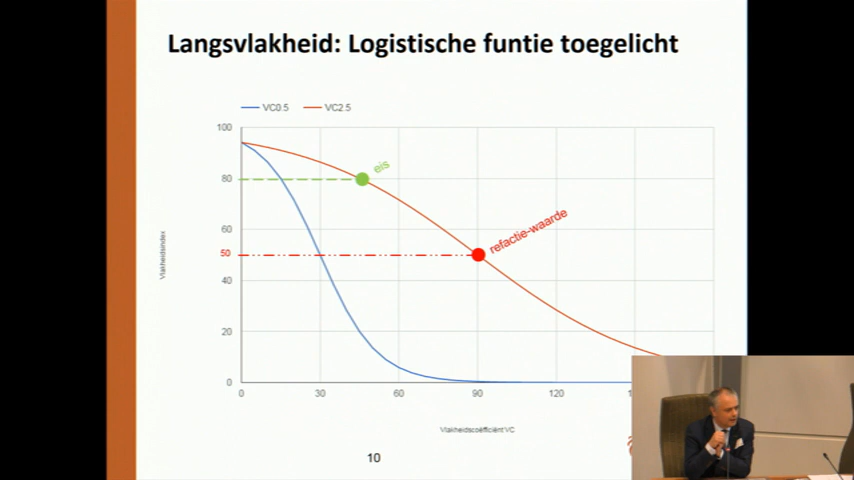 Langsvlakheid: Logistische funtie toegelicht
VC0.5 VC2.5
100
80
60
50
40
20
0
eis
refactie-waarde
Vlakheidsindex
0 30 60 90 120
Vlakheidscoëfficiënt VC
10